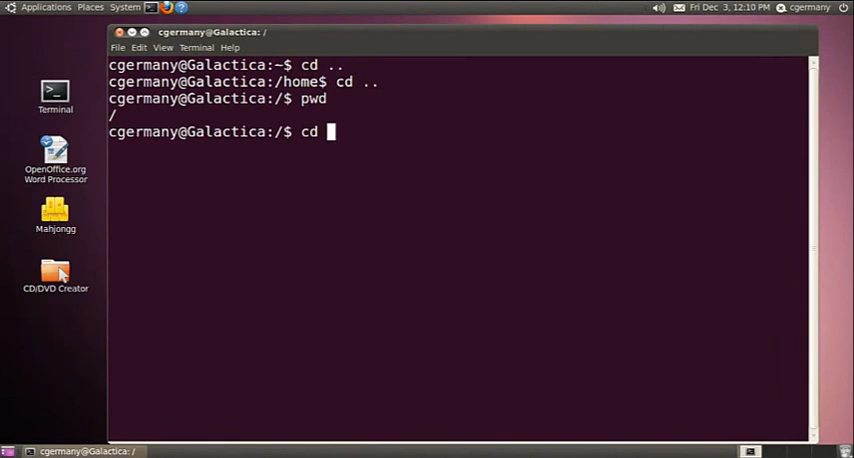 Applications Places System
Fri Dec 3, 12:10 PM cgermany
cgermany@Galactica: /
File Edit View Terminal Help
cgermany@Galactica:~$ cd ..
cgermany@Galactica:/home$ cd ..
cgermany@Galactica:/$ pwd
/
cgermany@Galactica:/$ cd
Terminal
OpenOffice.org
Word Processor
Mahjongg
CD/DVD Creator
cgermany@Galactica: /